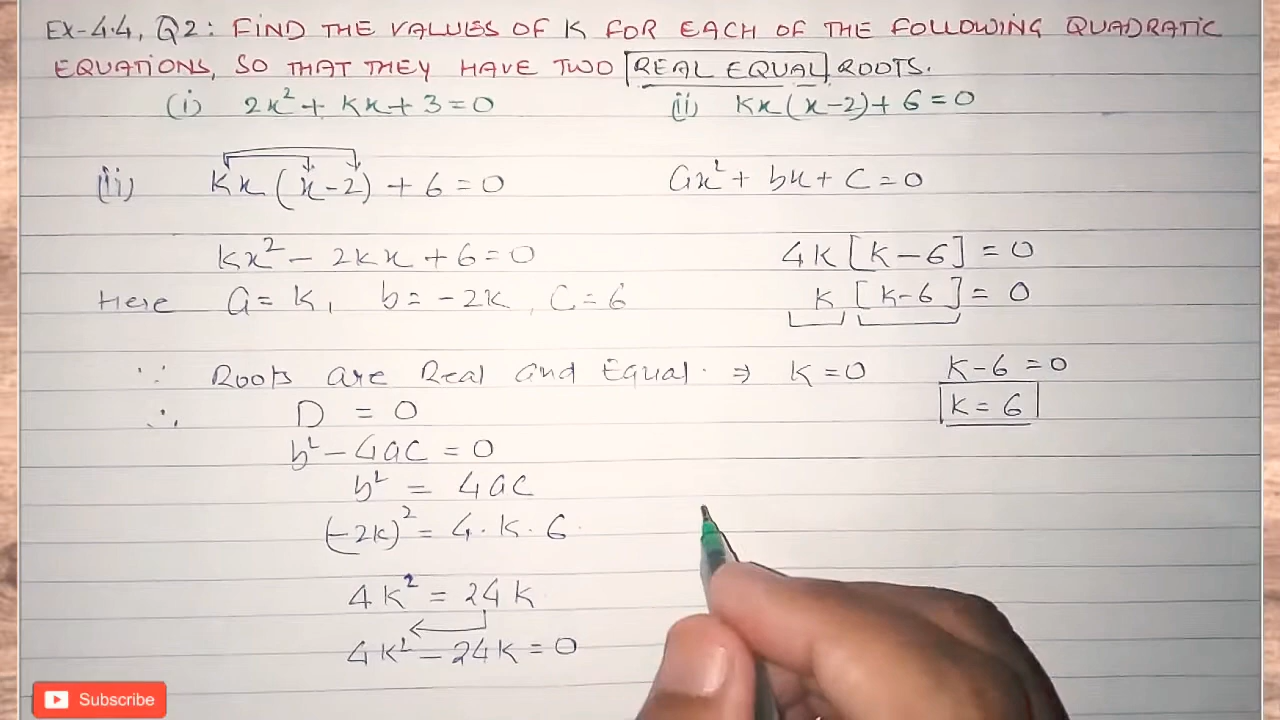 EX-4.4, Q2: FIND THE VALUES OF K FOR EACH OF THE FOLLOWING QUADRATIC
EQUATIONS, SO THAT THEY HAVE TWO REAL EQUAL ROOTS.
(i) 2x² + kx + 3 = 0 (ii) kx(x-2) + 6 = 0
(ii) kx(x-2) + 6 = 0
kx² - 2kx + 6 = 0
Here a = k, b = -2k, c = 6
∵ Roots are Real and Equal.
∴ D = 0
b² - 4ac = 0
b² = 4ac
(-2k)² = 4·k·6
4k² = 24k
4k² - 24k = 0
ax² + bx + c = 0
4k[k-6] = 0
k[k-6] = 0
⇒ k = 0 k-6 = 0
k = 6
Subscribe